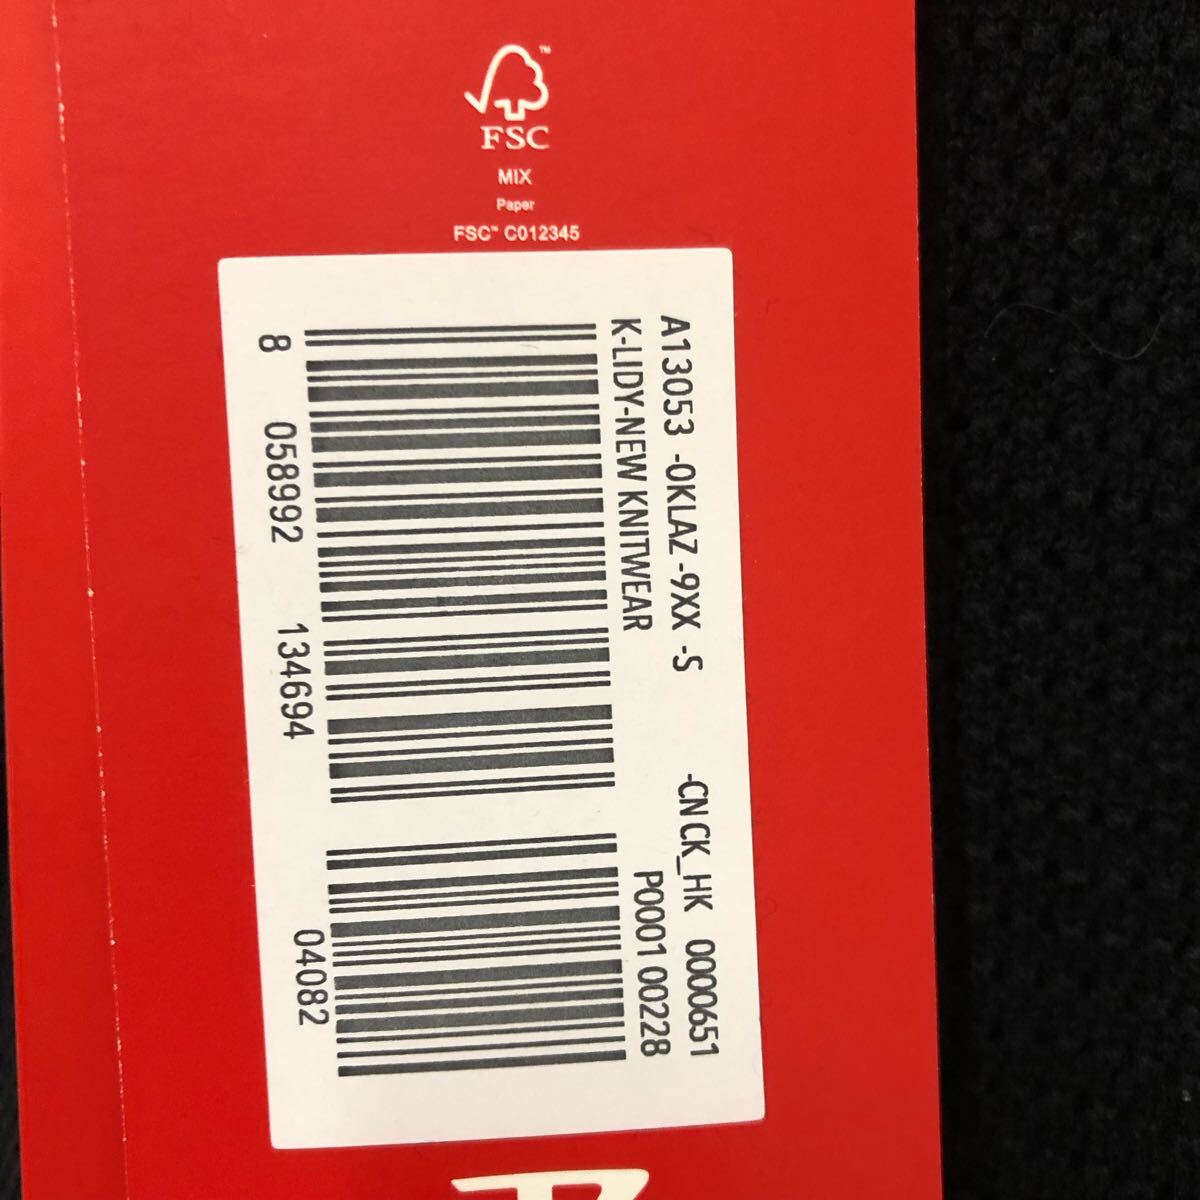 FSC
MIX
Paper
FSC™ C012345
A13053 -0KLAZ -9XX -S -CN CK_HK 0000651
K-LIDY-NEW KNITWEAR P0001 00228
8 058992 134694 04082